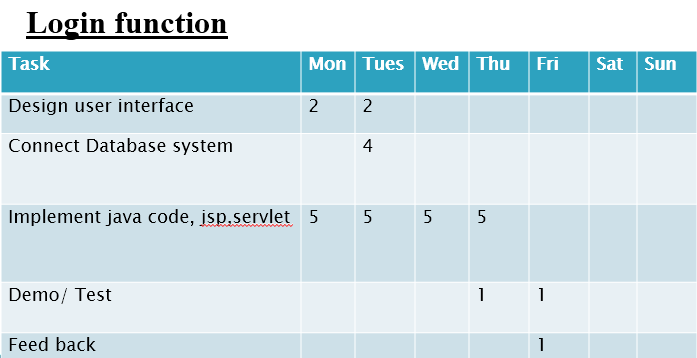 Login function
Task Mon Tues Wed Thu Fri Sat Sun
Design user interface 2 2
Connect Database system 4
Implement java code, jsp,servlet 5 5 5 5
Demo/ Test 1 1
Feed back 1